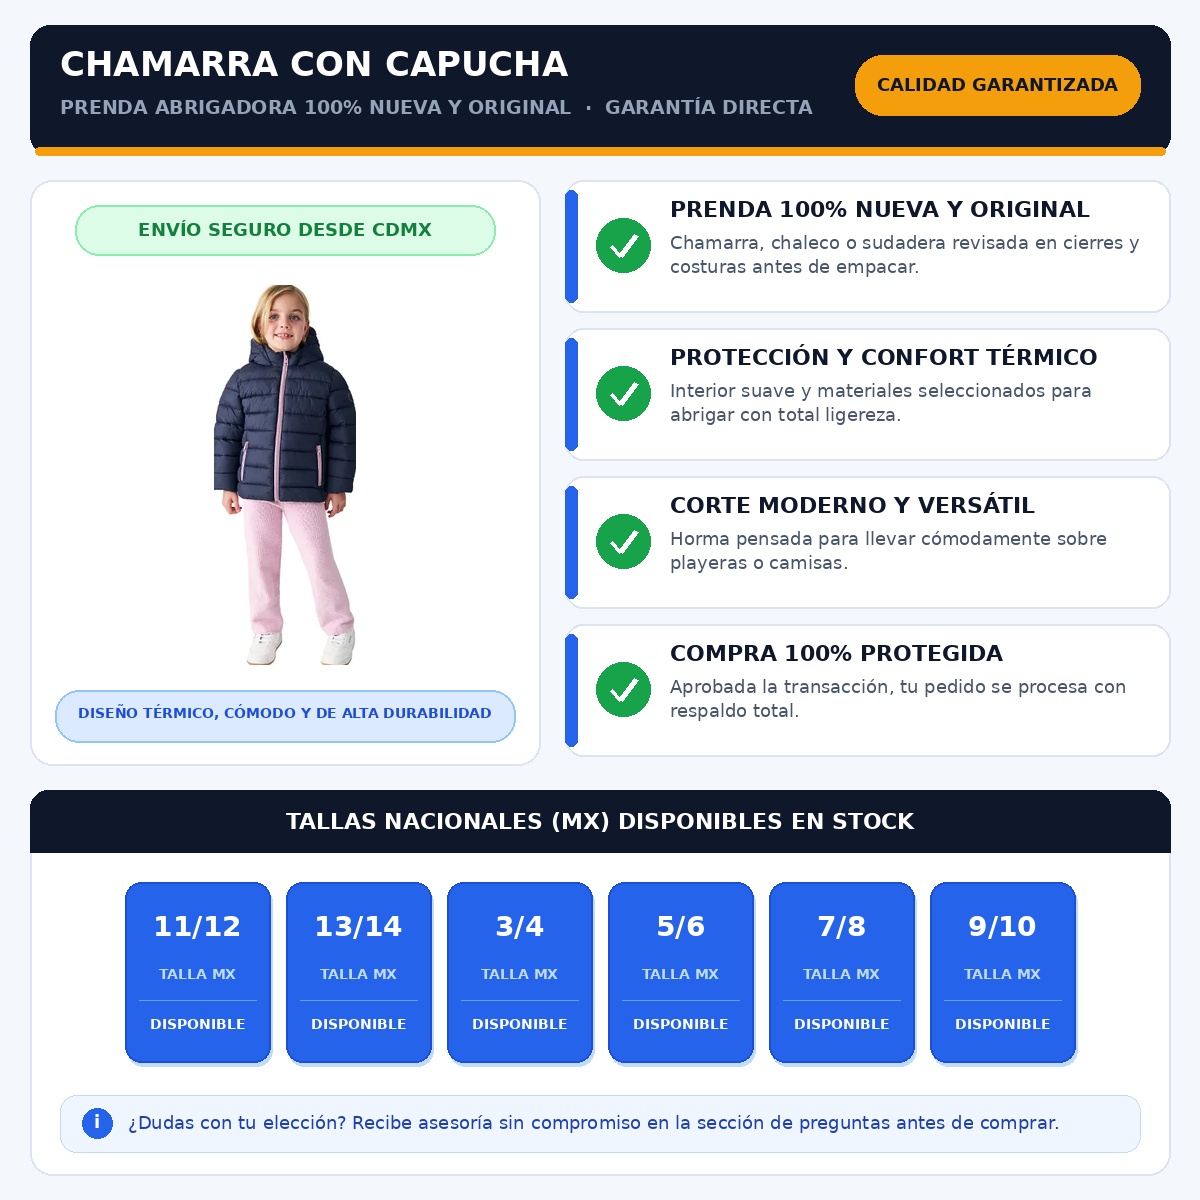 CHAMARRA CON CAPUCHA
PRENDA ABRIGADORA 100% NUEVA Y ORIGINAL · GARANTÍA DIRECTA
CALIDAD GARANTIZADA
ENVÍO SEGURO DESDE CDMX
DISEÑO TÉRMICO, CÓMODO Y DE ALTA DURABILIDAD
PRENDA 100% NUEVA Y ORIGINAL
Chamarra, chaleco o sudadera revisada en cierres y
costuras antes de empacar.
PROTECCIÓN Y CONFORT TÉRMICO
Interior suave y materiales seleccionados para
abrigar con total ligereza.
CORTE MODERNO Y VERSÁTIL
Horma pensada para llevar cómodamente sobre
playeras o camisas.
COMPRA 100% PROTEGIDA
Aprobada la transacción, tu pedido se procesa con
respaldo total.
TALLAS NACIONALES (MX) DISPONIBLES EN STOCK
11/12
TALLA MX
DISPONIBLE
13/14
TALLA MX
DISPONIBLE
3/4
TALLA MX
DISPONIBLE
5/6
TALLA MX
DISPONIBLE
7/8
TALLA MX
DISPONIBLE
9/10
TALLA MX
DISPONIBLE
i
¿Dudas con tu elección? Recibe asesoría sin compromiso en la sección de preguntas antes de comprar.